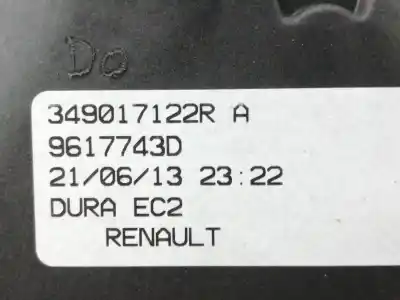 Do
349017122R A
9617743D
21/06/13 23:22
DURA EC2
RENAULT